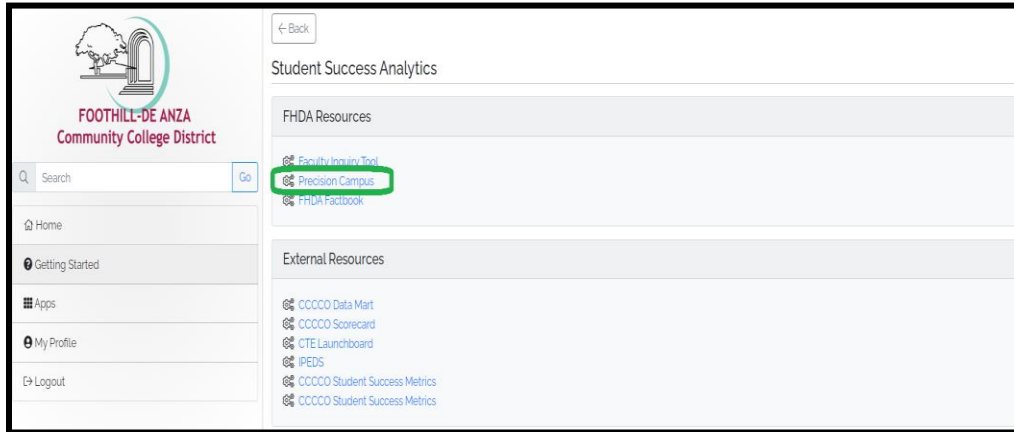 FOOTHILL-DE ANZA
Community College District
Search
Go
Home
Getting Started
Apps
My Profile
Logout
Back
Student Success Analytics
FHDA Resources
Faculty Inquiry Tool
Precision Campus
FHDA Factbook
External Resources
CCCCO Data Mart
CCCCO Scorecard
CTE Launchboard
IPEDS
CCCCO Student Success Metrics
CCCCO Student Success Metrics